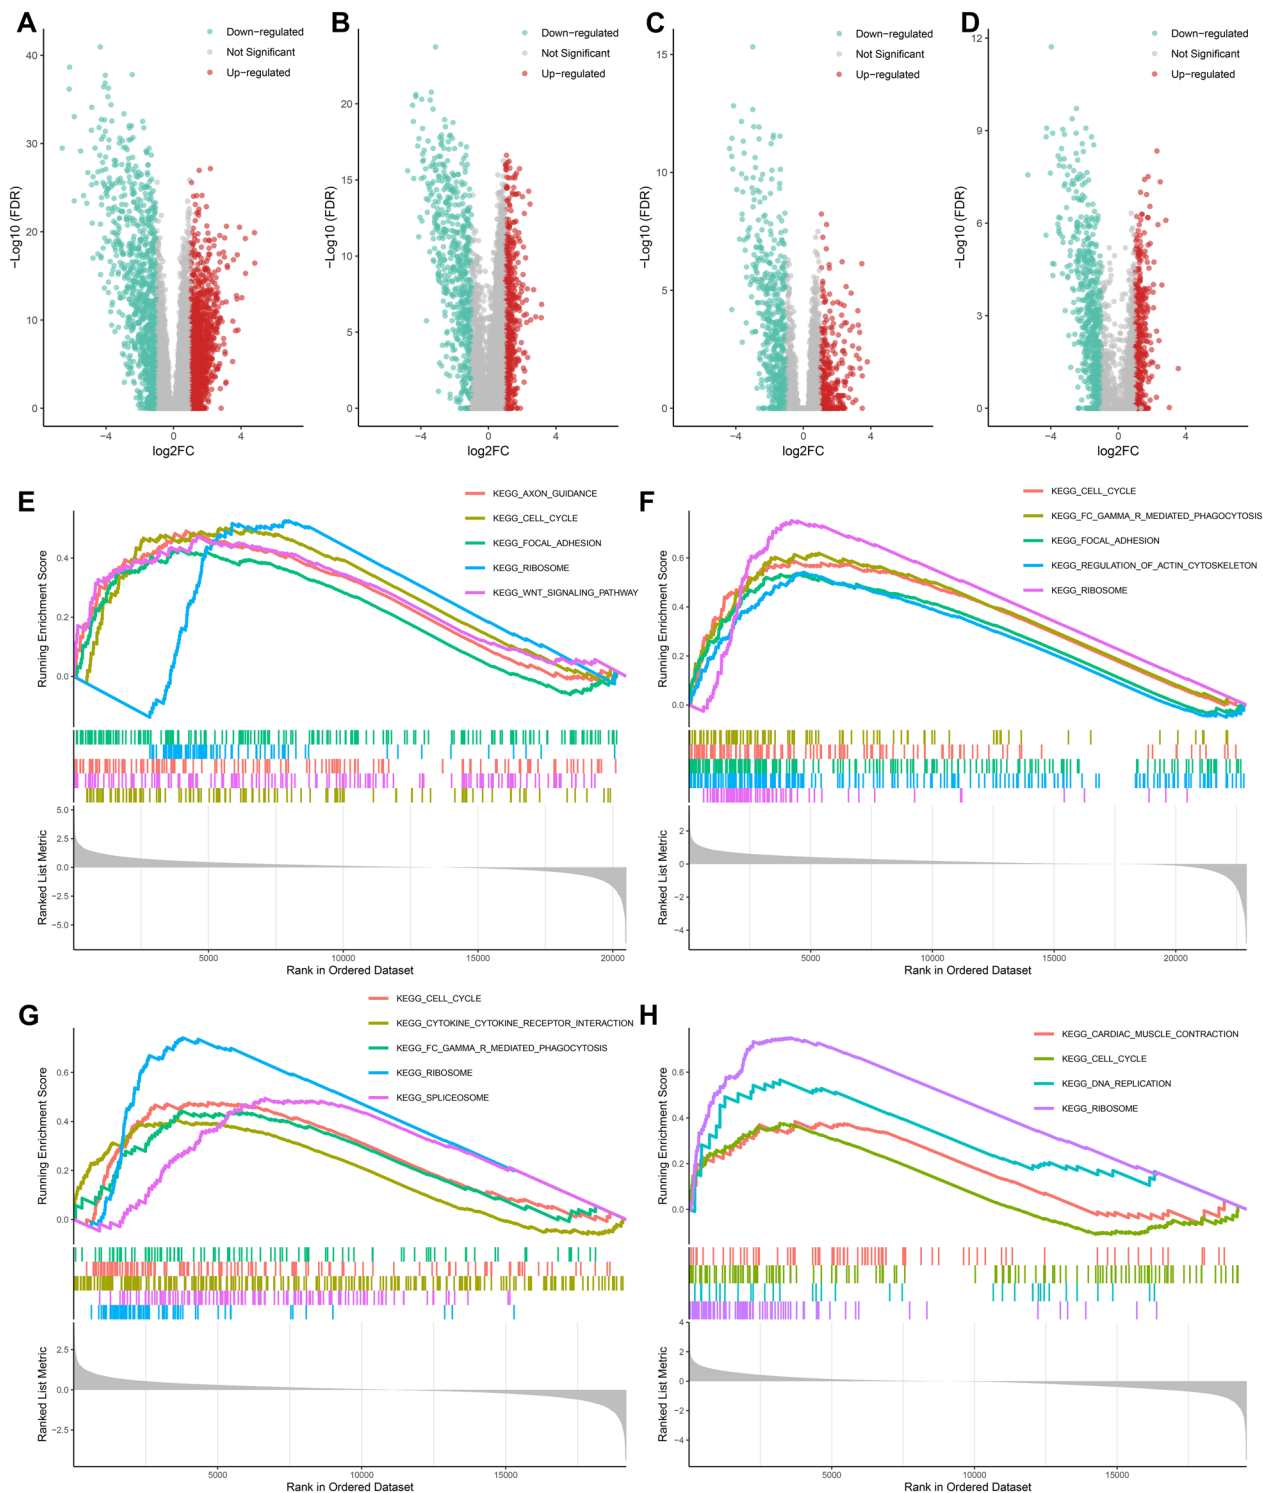 A
Down−regulated
Not Significant
Up−regulated
−Log10 (FDR)
40
30
20
10
0
−4
0
4
log2FC
B
Down−regulated
Not Significant
Up−regulated
−Log10 (FDR)
20
15
10
5
0
−4
0
4
log2FC
C
Down−regulated
Not Significant
Up−regulated
−Log10 (FDR)
15
10
5
0
−4
0
4
log2FC
D
Down−regulated
Not Significant
Up−regulated
−Log10 (FDR)
12
9
6
3
0
−4
0
4
log2FC
E
KEGG_AXON_GUIDANCE
KEGG_CELL_CYCLE
KEGG_FOCAL_ADHESION
KEGG_RIBOSOME
KEGG_WNT_SIGNALING_PATHWAY
Running Enrichment Score
0.4
0.2
0.0
Ranked List Metric
5.0
2.5
0.0
−2.5
−5.0
5000
10000
15000
20000
Rank in Ordered Dataset
F
KEGG_CELL_CYCLE
KEGG_FC_GAMMA_R_MEDIATED_PHAGOCYTOSIS
KEGG_FOCAL_ADHESION
KEGG_REGULATION_OF_ACTIN_CYTOSKELETON
KEGG_RIBOSOME
Running Enrichment Score
0.6
0.4
0.2
0.0
Ranked List Metric
2
0
−2
−4
5000
10000
15000
20000
Rank in Ordered Dataset
G
KEGG_CELL_CYCLE
KEGG_CYTOKINE_CYTOKINE_RECEPTOR_INTERACTION
KEGG_FC_GAMMA_R_MEDIATED_PHAGOCYTOSIS
KEGG_RIBOSOME
KEGG_SPLICEOSOME
Running Enrichment Score
0.6
0.4
0.2
0.0
Ranked List Metric
2.5
0.0
−2.5
5000
10000
15000
Rank in Ordered Dataset
H
KEGG_CARDIAC_MUSCLE_CONTRACTION
KEGG_CELL_CYCLE
KEGG_DNA_REPLICATION
KEGG_RIBOSOME
Running Enrichment Score
0.6
0.4
0.2
0.0
Ranked List Metric
4
2
0
−2
−4
5000
10000
15000
Rank in Ordered Dataset